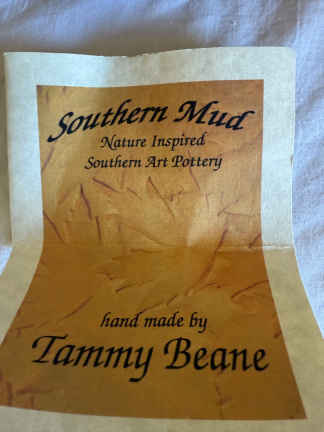 Southern Mud
Nature Inspired
Southern Art Pottery
hand made by
Tammy Beane